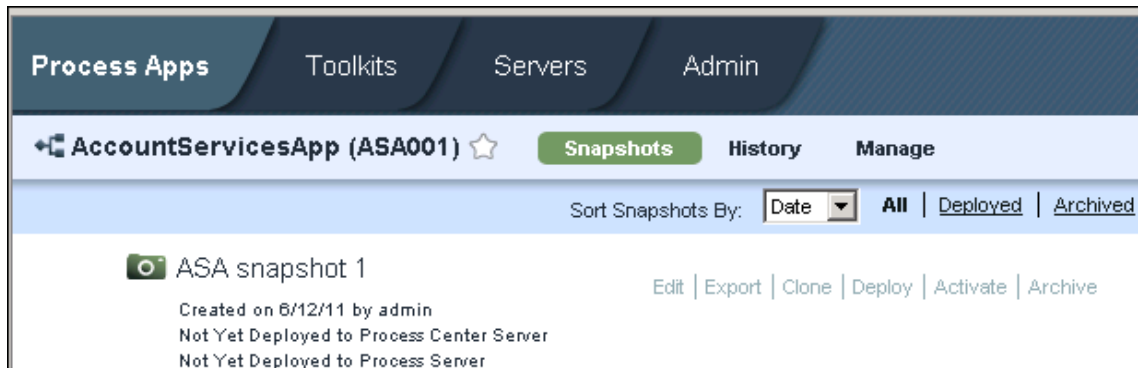 Process Apps Toolkits Servers Admin
AccountServicesApp (ASA001) Snapshots History Manage
Sort Snapshots By: Date All | Deployed | Archived
ASA snapshot 1
Edit | Export | Clone | Deploy | Activate | Archive
Created on 6/12/11 by admin
Not Yet Deployed to Process Center Server
Not Yet Deployed to Process Server